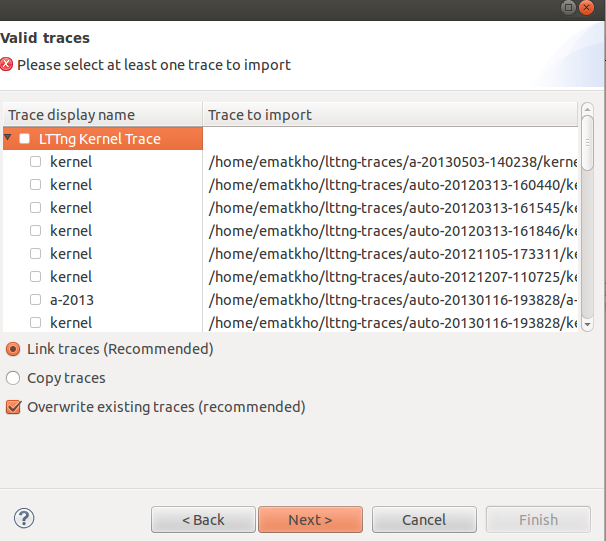 Valid traces
Please select at least one trace to import
Trace display name Trace to import
LTTng Kernel Trace
kernel /home/ematkho/lttng-traces/a-20130503-140238/kerne
kernel /home/ematkho/lttng-traces/auto-20120313-160440/ke
kernel /home/ematkho/lttng-traces/auto-20120313-161545/ke
kernel /home/ematkho/lttng-traces/auto-20120313-161846/ke
kernel /home/ematkho/lttng-traces/auto-20121105-173311/ke
kernel /home/ematkho/lttng-traces/auto-20121207-110725/ke
a-2013 /home/ematkho/lttng-traces/auto-20130116-193828/a-
kernel /home/ematkho/lttng-traces/auto-20130116-193828/ke
Link traces (Recommended)
Copy traces
Overwrite existing traces (recommended)
? < Back Next > Cancel Finish